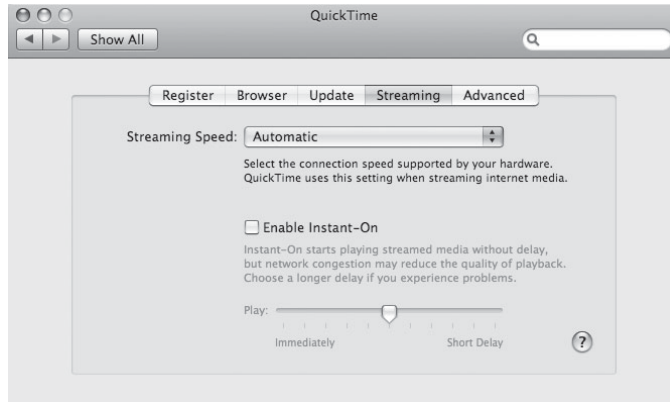 QuickTime
Show All
Register Browser Update Streaming Advanced
Streaming Speed: Automatic
Select the connection speed supported by your hardware.
QuickTime uses this setting when streaming internet media.
Enable Instant-On
Instant-On starts playing streamed media without delay,
but network congestion may reduce the quality of playback.
Choose a longer delay if you experience problems.
Play:
Immediately Short Delay
?